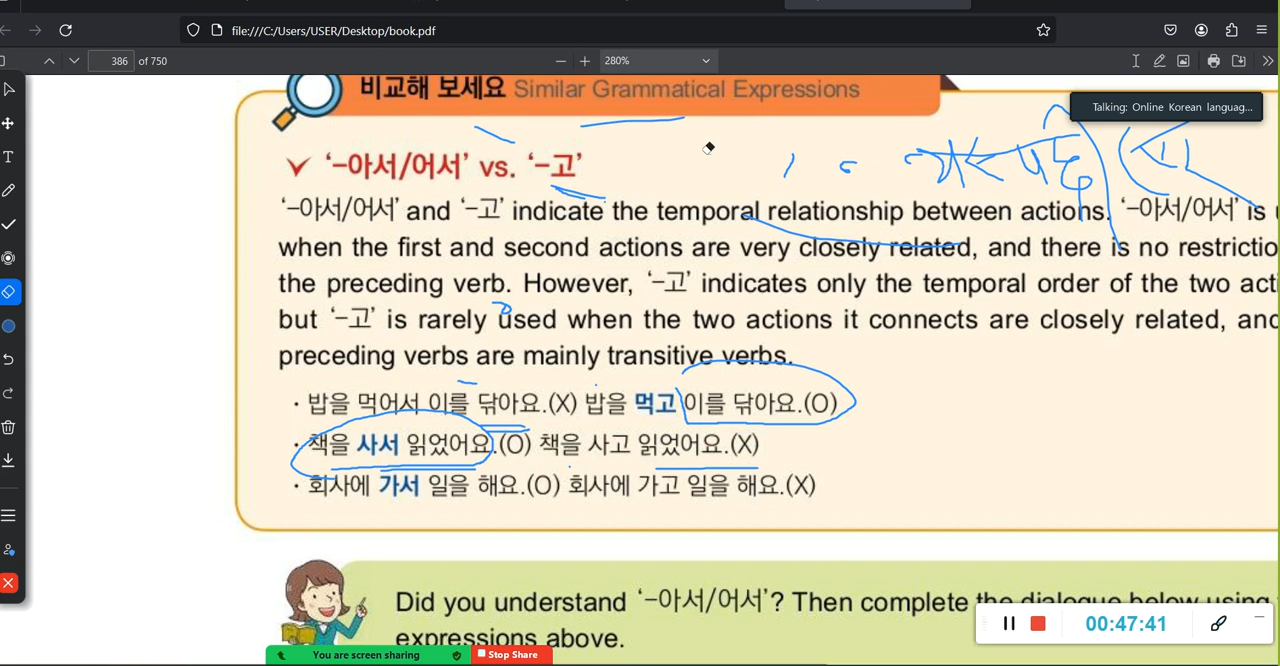 file:///C:/Users/USER/Desktop/book.pdf
386 of 750
280%
Talking: Online Korean languag...
비교해 보세요 Similar Grammatical Expressions
'-아서/어서' vs. '-고'
'-아서/어서' and '-고' indicate the temporal relationship between actions. '-아서/어서' is
when the first and second actions are very closely related, and there is no restrictio
the preceding verb. However, '-고' indicates only the temporal order of the two acti
but '-고' is rarely used when the two actions it connects are closely related, and
preceding verbs are mainly transitive verbs.
· 밥을 먹어서 이를 닦아요.(X) 밥을 먹고 이를 닦아요.(O)
· 책을 사서 읽었어요.(O) 책을 사고 읽었어요.(X)
· 회사에 가서 일을 해요.(O) 회사에 가고 일을 해요.(X)
Did you understand '-아서/어서'? Then complete the dialogue below using
expressions above.
00:47:41
You are screen sharing
Stop Share